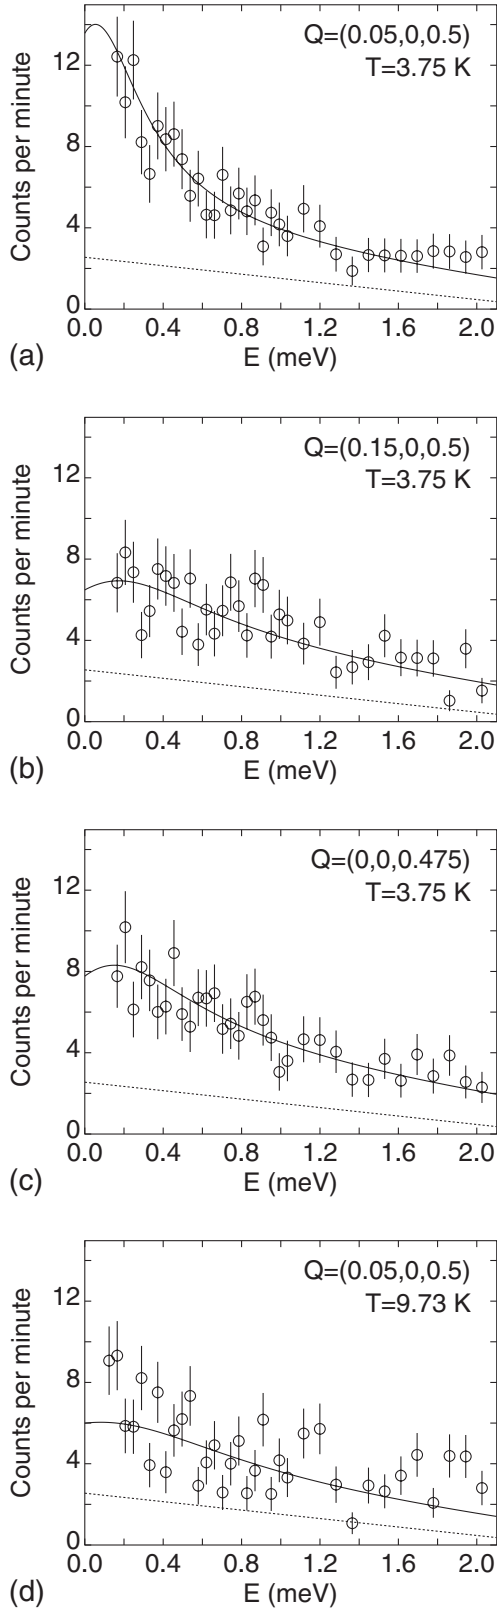 Q=(0.05,0,0.5)
T=3.75 K
Counts per minute
12
8
4
0
0.0 0.4 0.8 1.2 1.6 2.0
(a)
E (meV)
Q=(0.15,0,0.5)
T=3.75 K
Counts per minute
12
8
4
0
0.0 0.4 0.8 1.2 1.6 2.0
(b)
E (meV)
Q=(0,0,0.475)
T=3.75 K
Counts per minute
12
8
4
0
0.0 0.4 0.8 1.2 1.6 2.0
(c)
E (meV)
Q=(0.05,0,0.5)
T=9.73 K
Counts per minute
12
8
4
0
0.0 0.4 0.8 1.2 1.6 2.0
(d)
E (meV)